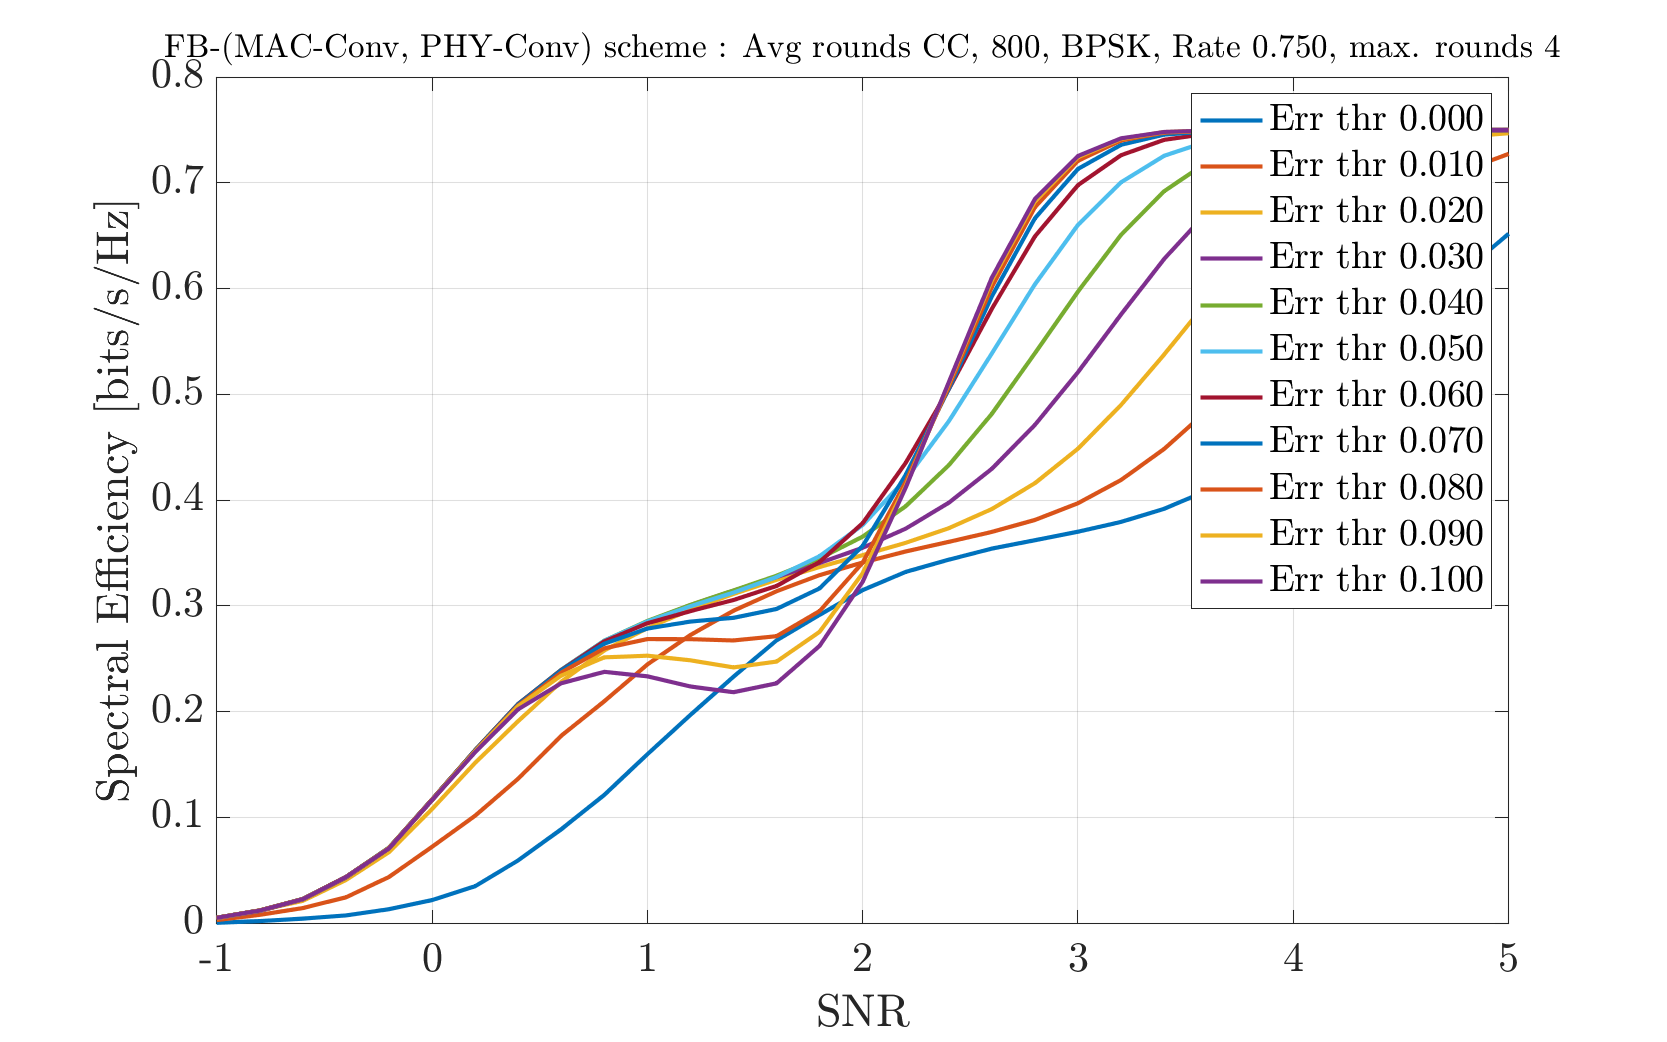 FB-(MAC-Conv, PHY-Conv) scheme : Avg rounds CC, 800, BPSK, Rate 0.750, max. rounds 4
0.8
0.7
0.6
0.5
0.4
0.3
0.2
0.1
0
Spectral Efficiency [bits/s/Hz]
Err thr 0.000
Err thr 0.010
Err thr 0.020
Err thr 0.030
Err thr 0.040
Err thr 0.050
Err thr 0.060
Err thr 0.070
Err thr 0.080
Err thr 0.090
Err thr 0.100
-1 0 1 2 3 4 5
SNR